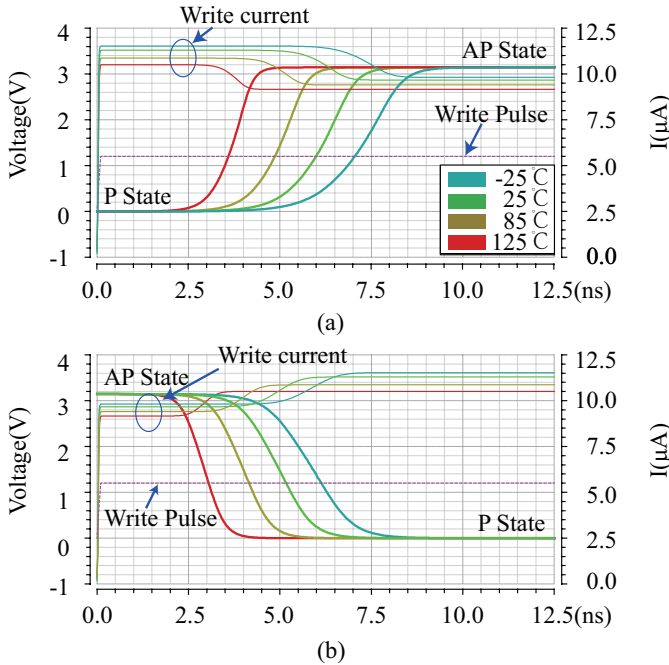 Write current
4
3
2
1
0
-1
Voltage(V)
AP State
Write Pulse
P State
-25°C
25°C
85°C
125°C
12.5
10.0
7.5
5.0
2.5
0.0
I(μA)
0.0 2.5 5.0 7.5 10.0 12.5(ns)
(a)
Write current
4
3
2
1
0
-1
Voltage(V)
AP State
Write Pulse
P State
12.5
10.0
7.5
5.0
2.5
0.0
I(μA)
0.0 2.5 5.0 7.5 10.0 12.5(ns)
(b)